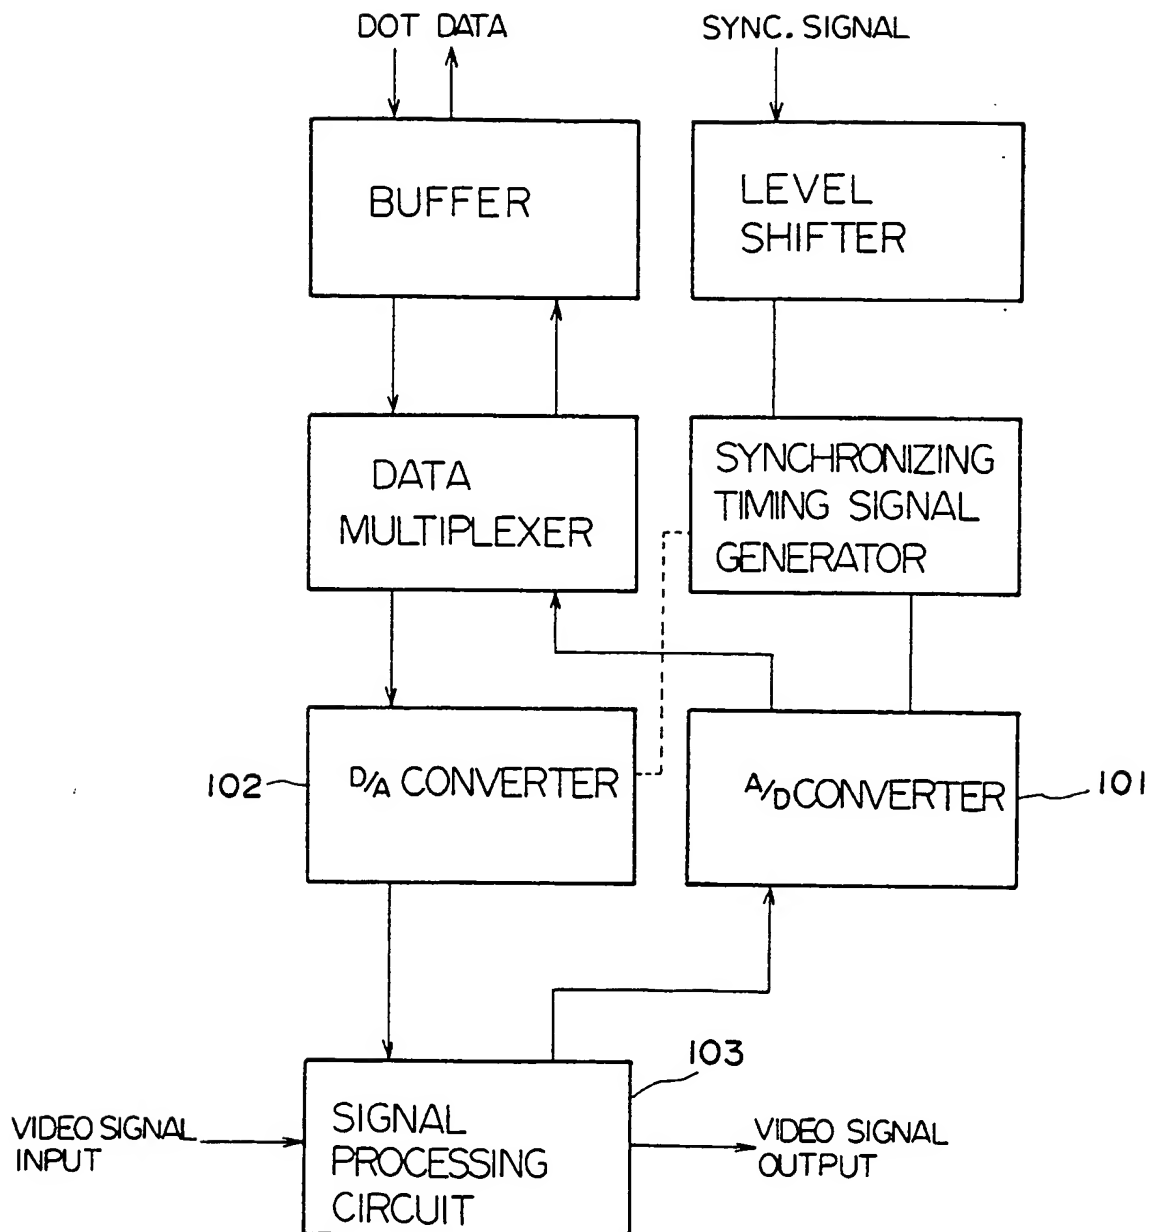 DOT DATA
SYNC. SIGNAL
BUFFER
LEVEL
SHIFTER
DATA
MULTIPLEXER
SYNCHRONIZING
TIMING SIGNAL
GENERATOR
102
D/A CONVERTER
A/D CONVERTER
101
103
VIDEO SIGNAL
INPUT
SIGNAL
PROCESSING
CIRCUIT
VIDEO SIGNAL
OUTPUT